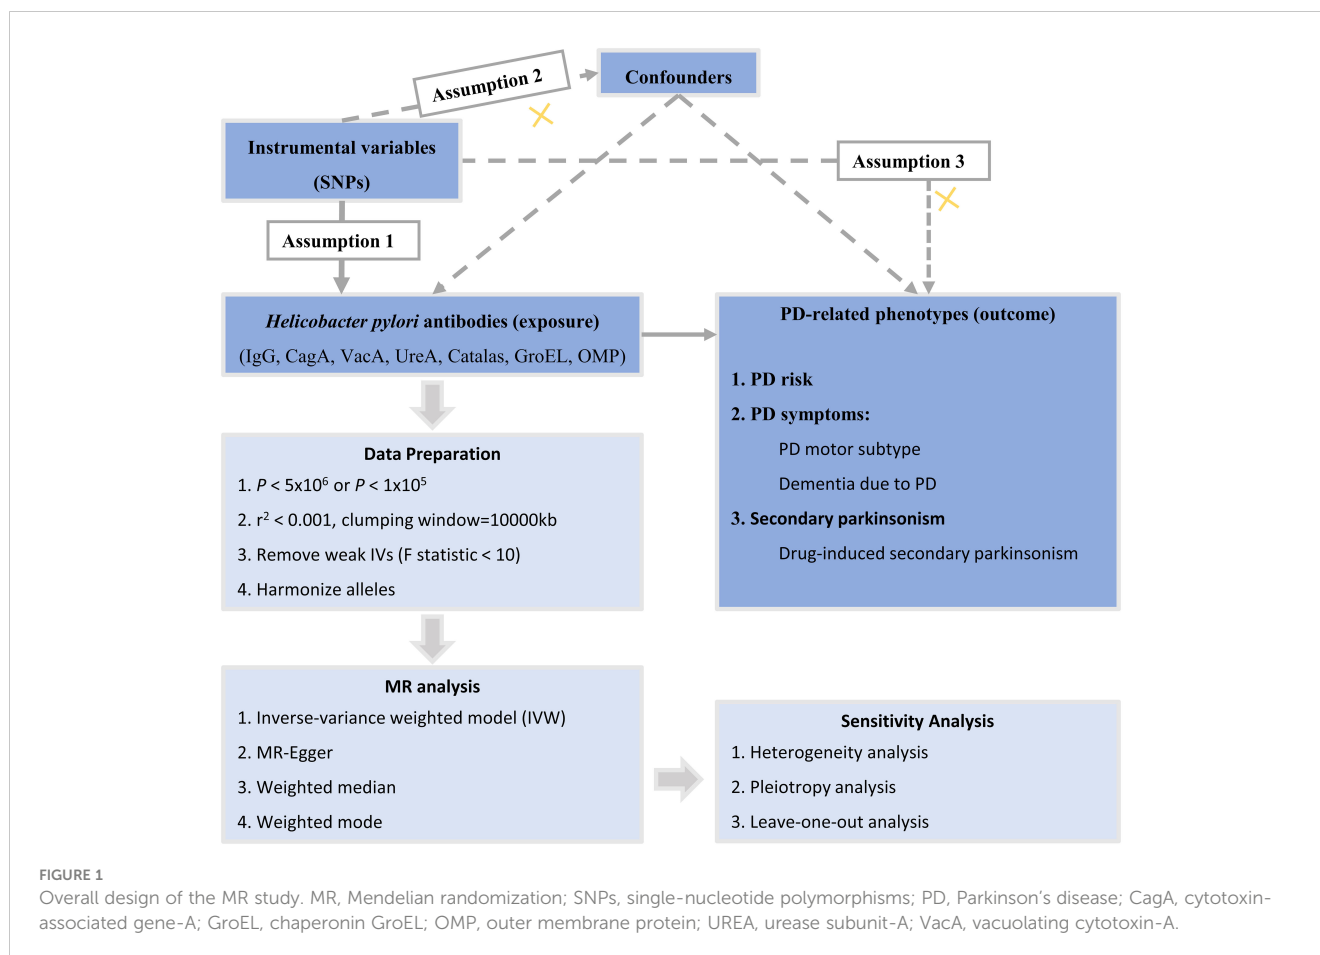 Assumption 2
Confounders
Instrumental variables
(SNPs)
Assumption 3
Assumption 1
Helicobacter pylori antibodies (exposure)
(IgG, CagA, VacA, UreA, Catalas, GroEL, OMP)
PD-related phenotypes (outcome)
1. PD risk
2. PD symptoms:
PD motor subtype
Dementia due to PD
3. Secondary parkinsonism
Drug-induced secondary parkinsonism
Data Preparation
1. P < 5x10⁶ or P < 1x10⁵
2. r² < 0.001, clumping window=10000kb
3. Remove weak IVs (F statistic < 10)
4. Harmonize alleles
MR analysis
1. Inverse-variance weighted model (IVW)
2. MR-Egger
3. Weighted median
4. Weighted mode
Sensitivity Analysis
1. Heterogeneity analysis
2. Pleiotropy analysis
3. Leave-one-out analysis
FIGURE 1
Overall design of the MR study. MR, Mendelian randomization; SNPs, single-nucleotide polymorphisms; PD, Parkinson's disease; CagA, cytotoxin-
associated gene-A; GroEL, chaperonin GroEL; OMP, outer membrane protein; UREA, urease subunit-A; VacA, vacuolating cytotoxin-A.